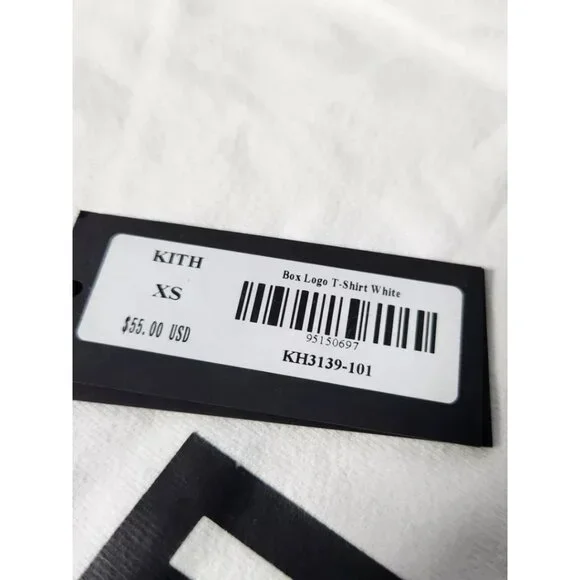 KITH
XS
$55.00 USD
Box Logo T-Shirt White
95150697
KH3139-101